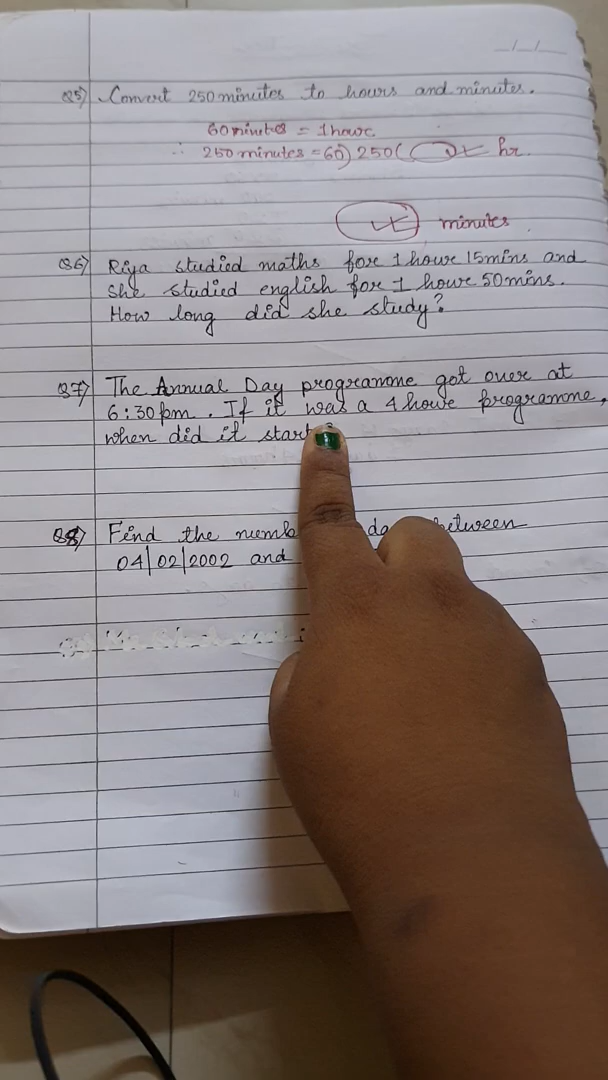 _/_/_
Q5) Convert 250 minutes to hours and minutes.
60 minutes = 1 hour
∴ 250 minutes = 60) 250 ( hr.
minutes
Q6) Riya studied maths for 1 hour 15 mins and
she studied english for 1 hour 50 mins.
How long did she study?
Q7) The Annual Day programme got over at
6:30 pm. If it was a 4 hour programme,
when did it start
Q8) Find the between
04/02/2002 and